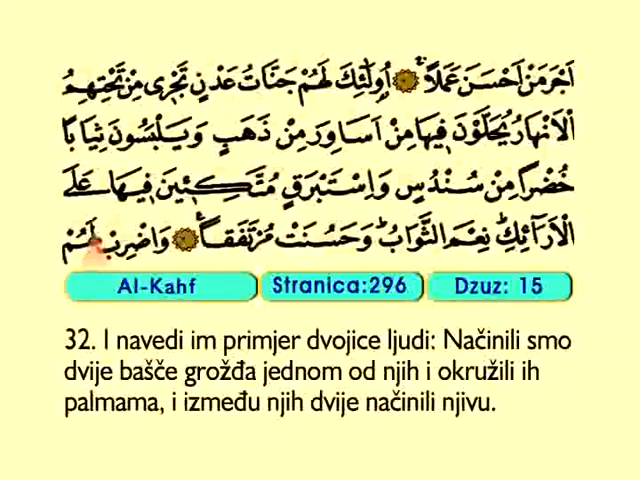 اَجْرَ مَنْ اَحْسَنَ عَمَلاًۚ اُو۬لٰٓئِكَ لَهُمْ جَنَّاتُ عَدْنٍ تَجْر۪ى مِنْ تَحْتِهِمُ
الْاَنْهَارُ يُحَلَّوْنَ ف۪يهَا مِنْ اَسَاوِرَ مِنْ ذَهَبٍ وَيَلْبَسُونَ ثِيَابًا
خُضْرًا مِنْ سُنْدُسٍ وَاِسْتَبْرَقٍ مُتَّكِـ۪ٔينَ ف۪يهَا عَلَى
الْاَرَٓائِكِۜ نِعْمَ الثَّوَابُۜ وَحَسُنَتْ مُرْتَفَقًاۚ وَاضْرِبْ لَهُمْ
Al-Kahf Stranica:296 Dzuz: 15
32. I navedi im primjer dvojice ljudi: Načinili smo
dvije bašče grožđa jednom od njih i okružili ih
palmama, i između njih dvije načinili njivu.